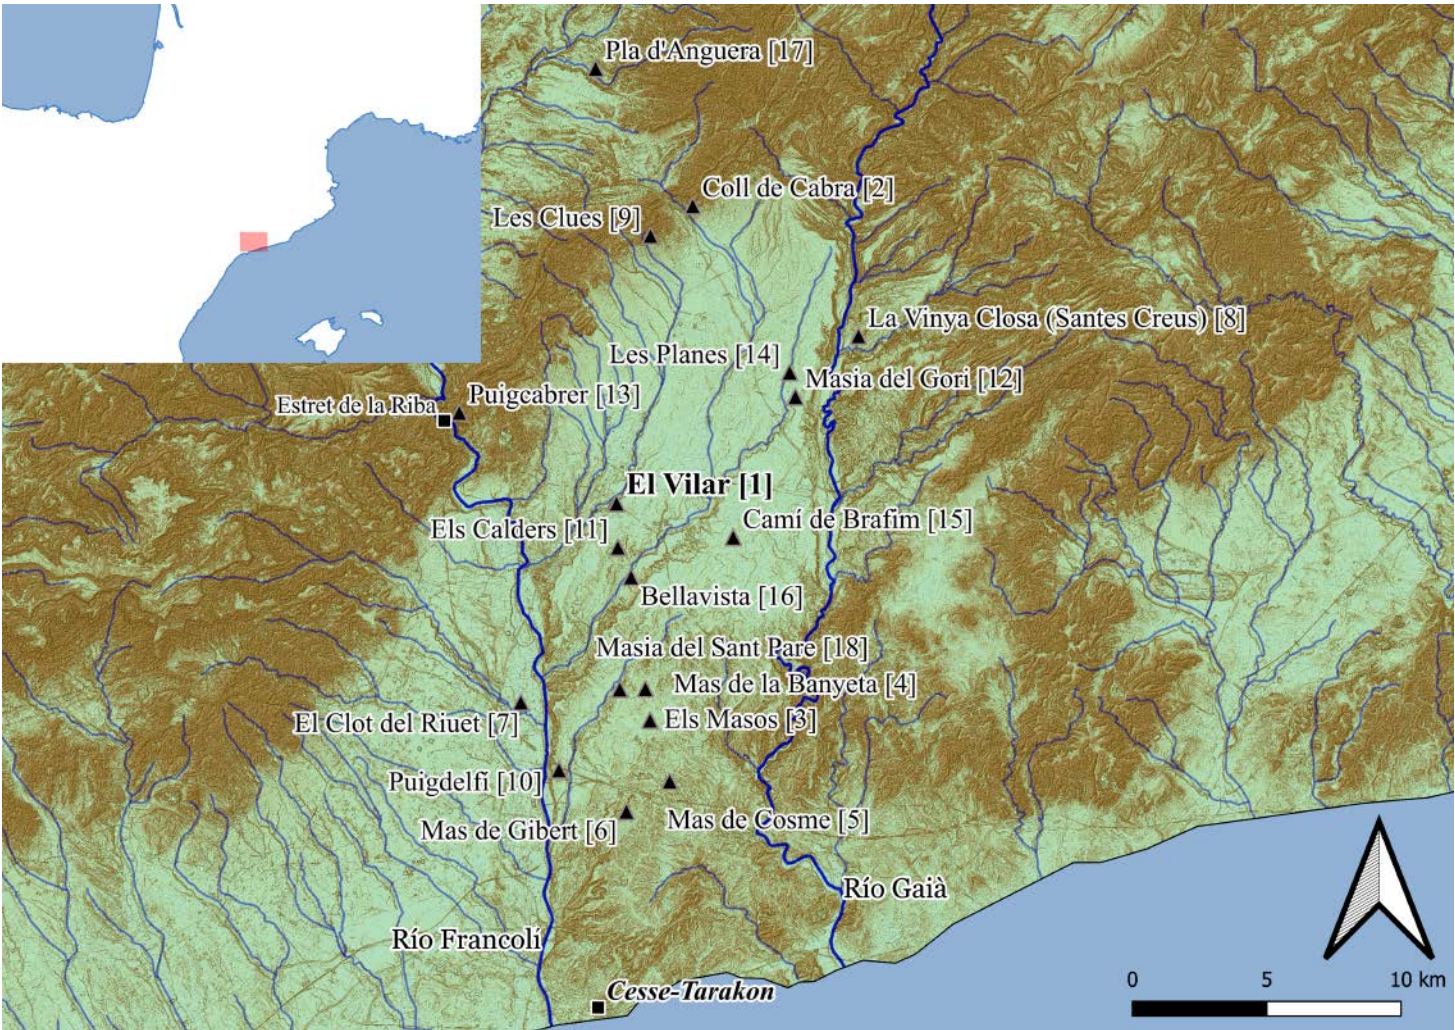 Pla d'Anguera [17]
Coll de Cabra [2]
Les Clues [9]
La Vinya Closa (Santes Creus) [8]
Les Planes [14]
Masia del Gori [12]
Puigcabrer [13]
Estret de la Riba
El Vilar [1]
Camí de Brafim [15]
Els Calders [11]
Bellavista [16]
Masia del Sant Pare [18]
Mas de la Banyeta [4]
El Clot del Riuet [7]
Els Masos [3]
Puigdelfí [10]
Mas de Gibert [6]
Mas de Cosme [5]
Río Gaià
Río Francolí
Cesse-Tarakon
0 5 10 km